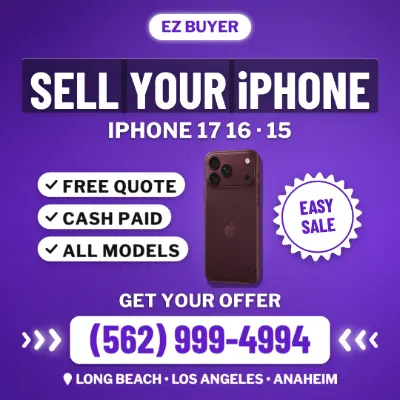 EZ BUYER
SELL YOUR iPHONE
IPHONE 17 16 · 15
FREE QUOTE
CASH PAID
ALL MODELS
EASY
SALE
GET YOUR OFFER
(562) 999-4994
LONG BEACH • LOS ANGELES • ANAHEIM